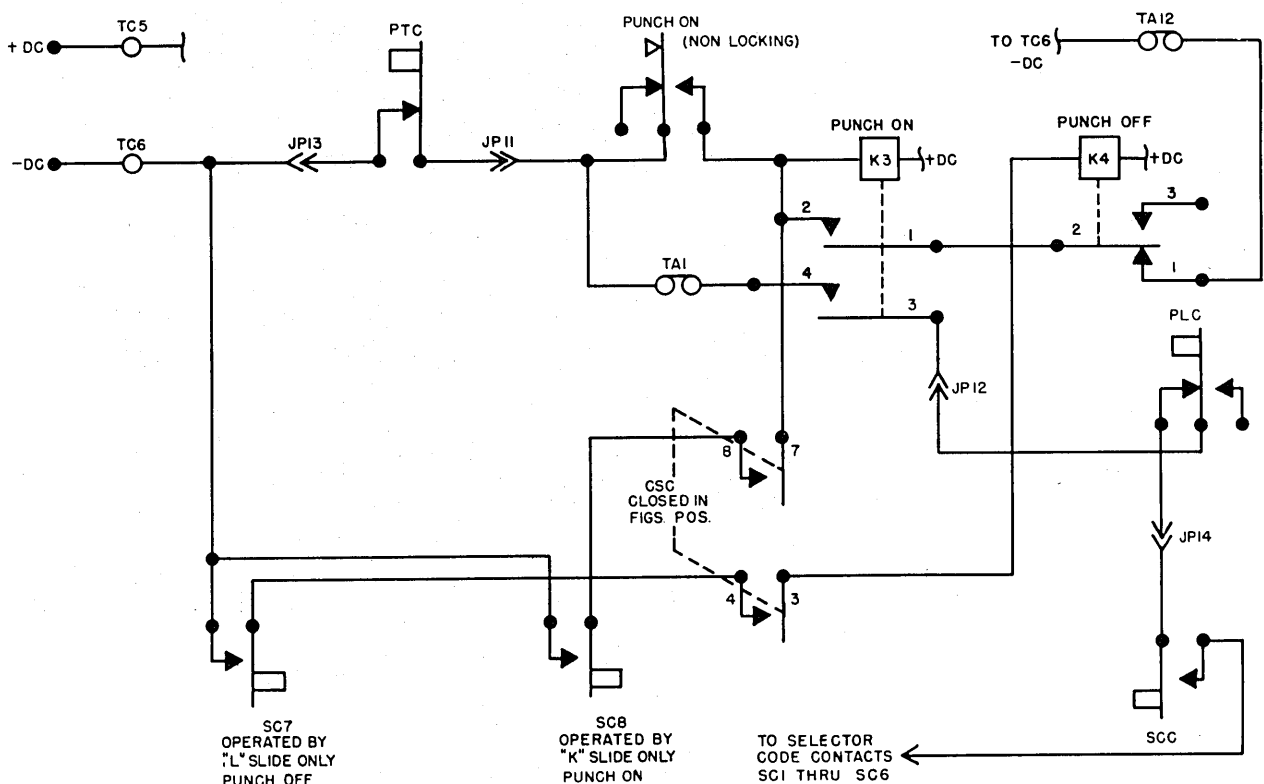 TC5
+ DC
PTC
PUNCH ON
(NON LOCKING)
TA12
TO TC6
-DC
TC6
-DC
JP13
JP11
PUNCH ON
K3
+DC
PUNCH OFF
K4
+DC
2
1
4
3
TA1
3
2
1
PLC
JP12
8
7
CSC
CLOSED IN
FIGS. POS.
4
3
JP14
SC7
OPERATED BY
"L" SLIDE ONLY
PUNCH OFF
SC8
OPERATED BY
"K" SLIDE ONLY
PUNCH ON
TO SELECTOR
CODE CONTACTS
SC1 THRU SC6
SCC